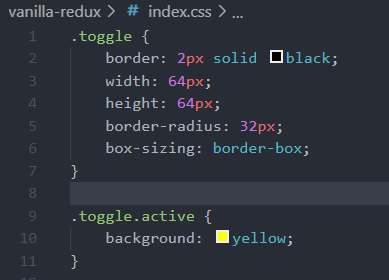 vanilla-redux > # index.css > ...
1 .toggle {
2     border: 2px solid black;
3     width: 64px;
4     height: 64px;
5     border-radius: 32px;
6     box-sizing: border-box;
7 }
8
9 .toggle.active {
10     background: yellow;
11 }